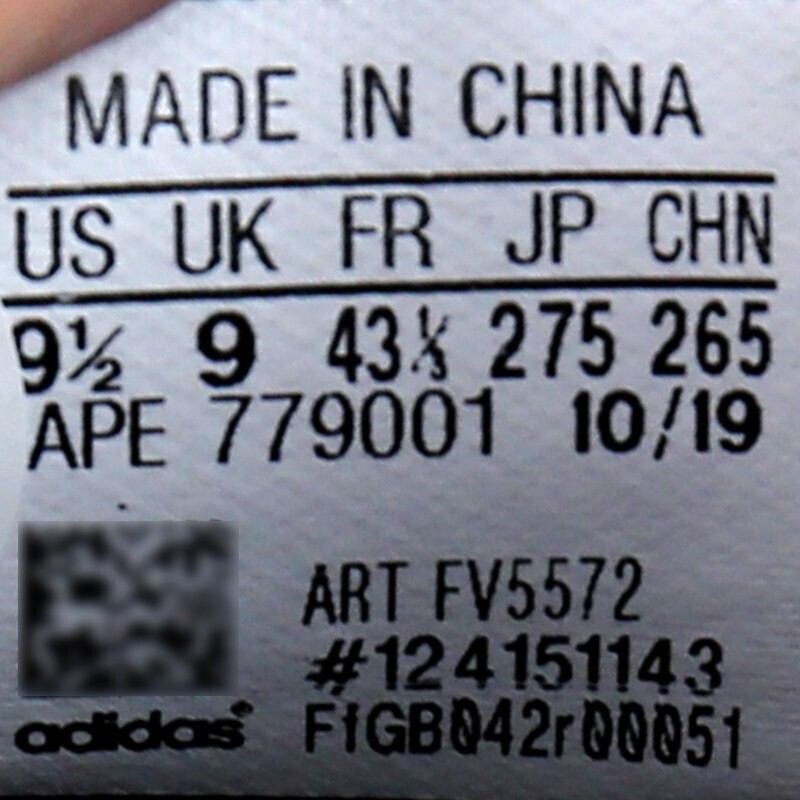 MADE IN CHINA
US UK FR JP CHN
9½ 9 43⅓ 275 265
APE 779001 10/19
ART FV5572
#124151143
adidas® F1GB042r00051